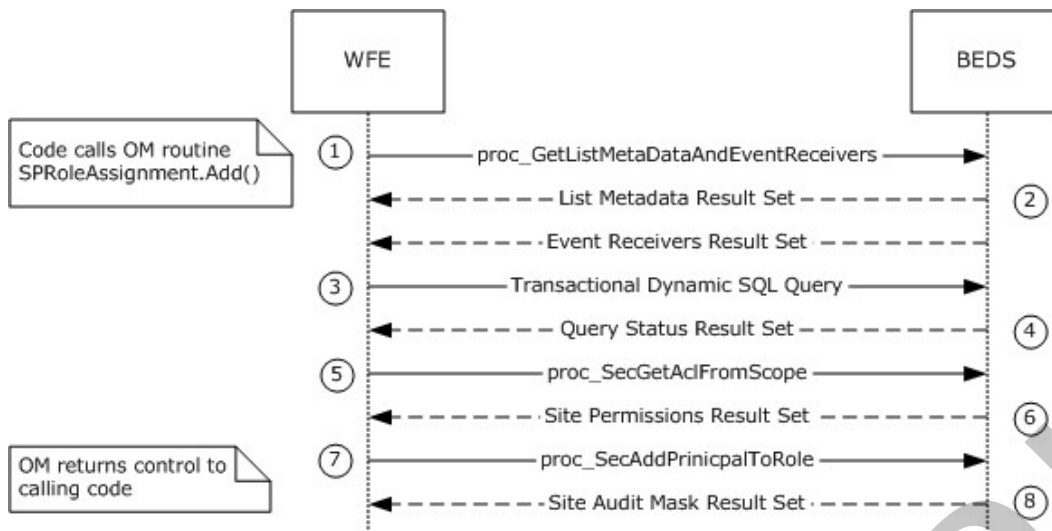 WFE
BEDS
Code calls OM routine
SPRoleAssignment.Add()
1
proc_GetListMetaDataAndEventReceivers
List Metadata Result Set
2
Event Receivers Result Set
3
Transactional Dynamic SQL Query
Query Status Result Set
4
5
proc_SecGetAclFromScope
Site Permissions Result Set
6
OM returns control to
calling code
7
proc_SecAddPrinicpalToRole
Site Audit Mask Result Set
8